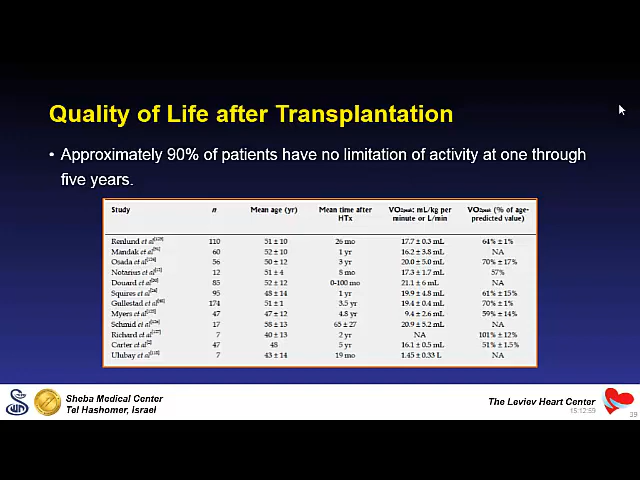 Quality of Life after Transplantation
• Approximately 90% of patients have no limitation of activity at one through
five years.
Study n Mean age (yr) Mean time after HTx VO2peak: mL/kg per minute or L/min VO2peak (% of age-predicted value)
Renlund et al 110 51 ± 10 26 mo 17.7 ± 0.3 mL 64% ± 1%
Mandak et al 60 52 ± 10 1 yr 16.2 ± 3.8 mL NA
Osada et al 56 50 ± 12 3 yr 20.0 ± 5.0 mL 70% ± 17%
Notarius et al 12 51 ± 4 8 mo 17.3 ± 1.7 mL 57%
Douard et al 85 52 ± 12 0-100 mo 21.1 ± 6 mL NA
Squires et al 95 48 ± 14 1 yr 19.9 ± 4.8 mL 61% ± 15%
Gullestad et al 174 51 ± 1 3.5 yr 19.4 ± 0.4 mL 70% ± 1%
Myers et al 47 47 ± 12 4.8 yr 9.4 ± 2.6 mL 59% ± 14%
Schmid et al 17 58 ± 13 65 ± 27 20.9 ± 5.2 mL NA
Richard et al 7 40 ± 13 2 yr NA 101% ± 12%
Carter et al 47 48 5 yr 16.1 ± 0.5 mL 51% ± 1.5%
Ulubay et al 7 43 ± 14 19 mo 1.45 ± 0.33 L NA
Sheba Medical Center
Tel Hashomer, Israel
The Leviev Heart Center
15:12:59
39